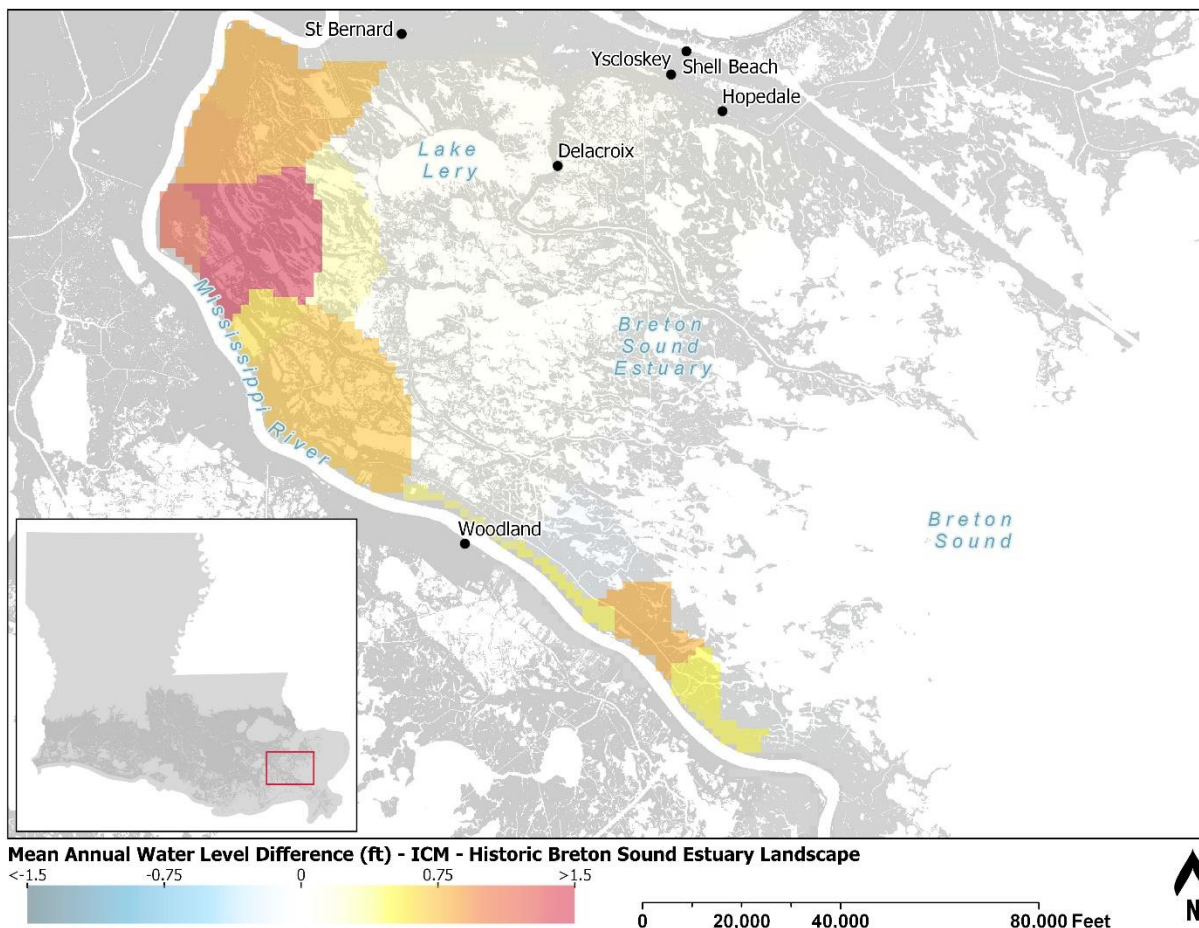 St Bernard
Yscloskey
Shell Beach
Hopedale
Lake
Lery
Delacroix
Mississippi River
Breton
Sound
Estuary
Breton
Sound
Woodland
Mean Annual Water Level Difference (ft) - ICM - Historic Breton Sound Estuary Landscape
<-1.5 -0.75 0 0.75 >1.5
0 20.000 40.000 80.000 Feet
N